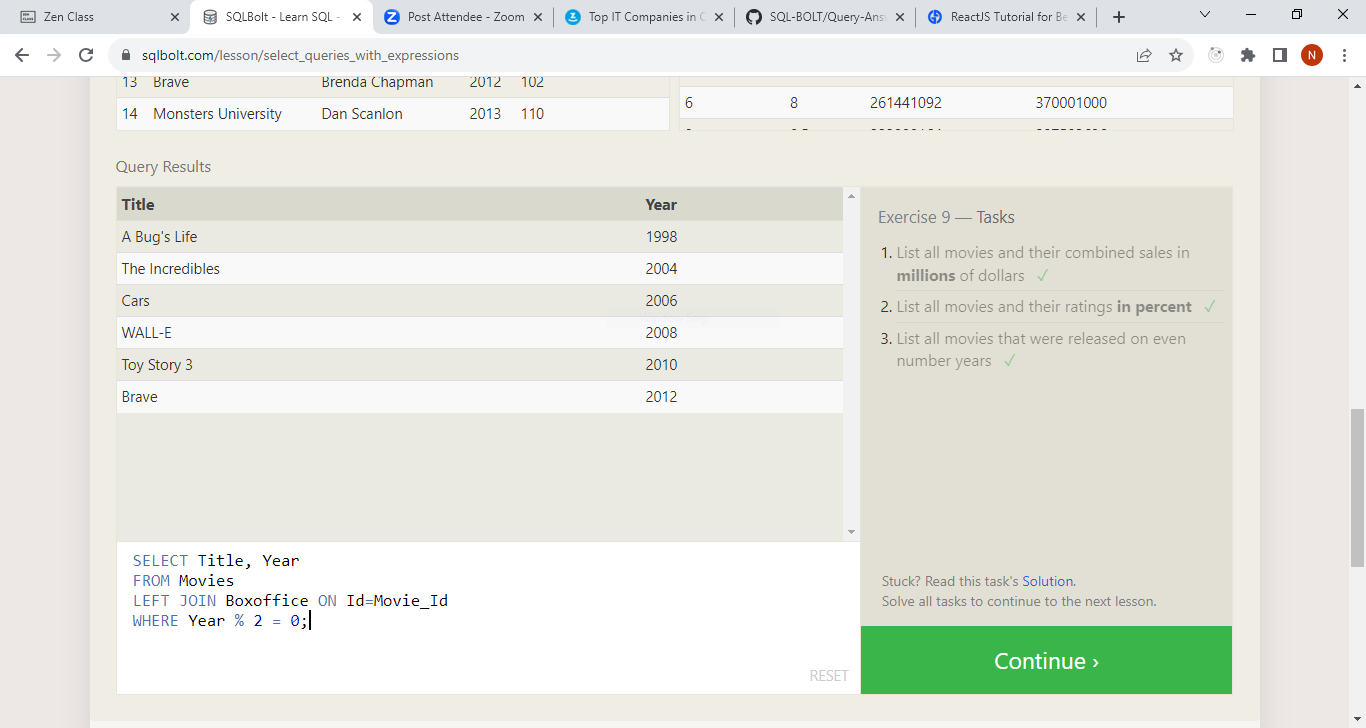 Zen Class
SQLBolt - Learn SQL -
Post Attendee - Zoom
Top IT Companies in C
SQL-BOLT/Query-Ans
ReactJS Tutorial for Be
sqlbolt.com/lesson/select_queries_with_expressions
N
13 Brave Brenda Chapman 2012 102
14 Monsters University Dan Scanlon 2013 110
6 8 261441092 370001000
Query Results
Title Year
A Bug's Life 1998
The Incredibles 2004
Cars 2006
WALL-E 2008
Toy Story 3 2010
Brave 2012
Exercise 9 — Tasks
1. List all movies and their combined sales in
millions of dollars ✓
2. List all movies and their ratings in percent ✓
3. List all movies that were released on even
number years ✓
SELECT Title, Year
FROM Movies
LEFT JOIN Boxoffice ON Id=Movie_Id
WHERE Year % 2 = 0;
RESET
Stuck? Read this task's Solution.
Solve all tasks to continue to the next lesson.
Continue ›